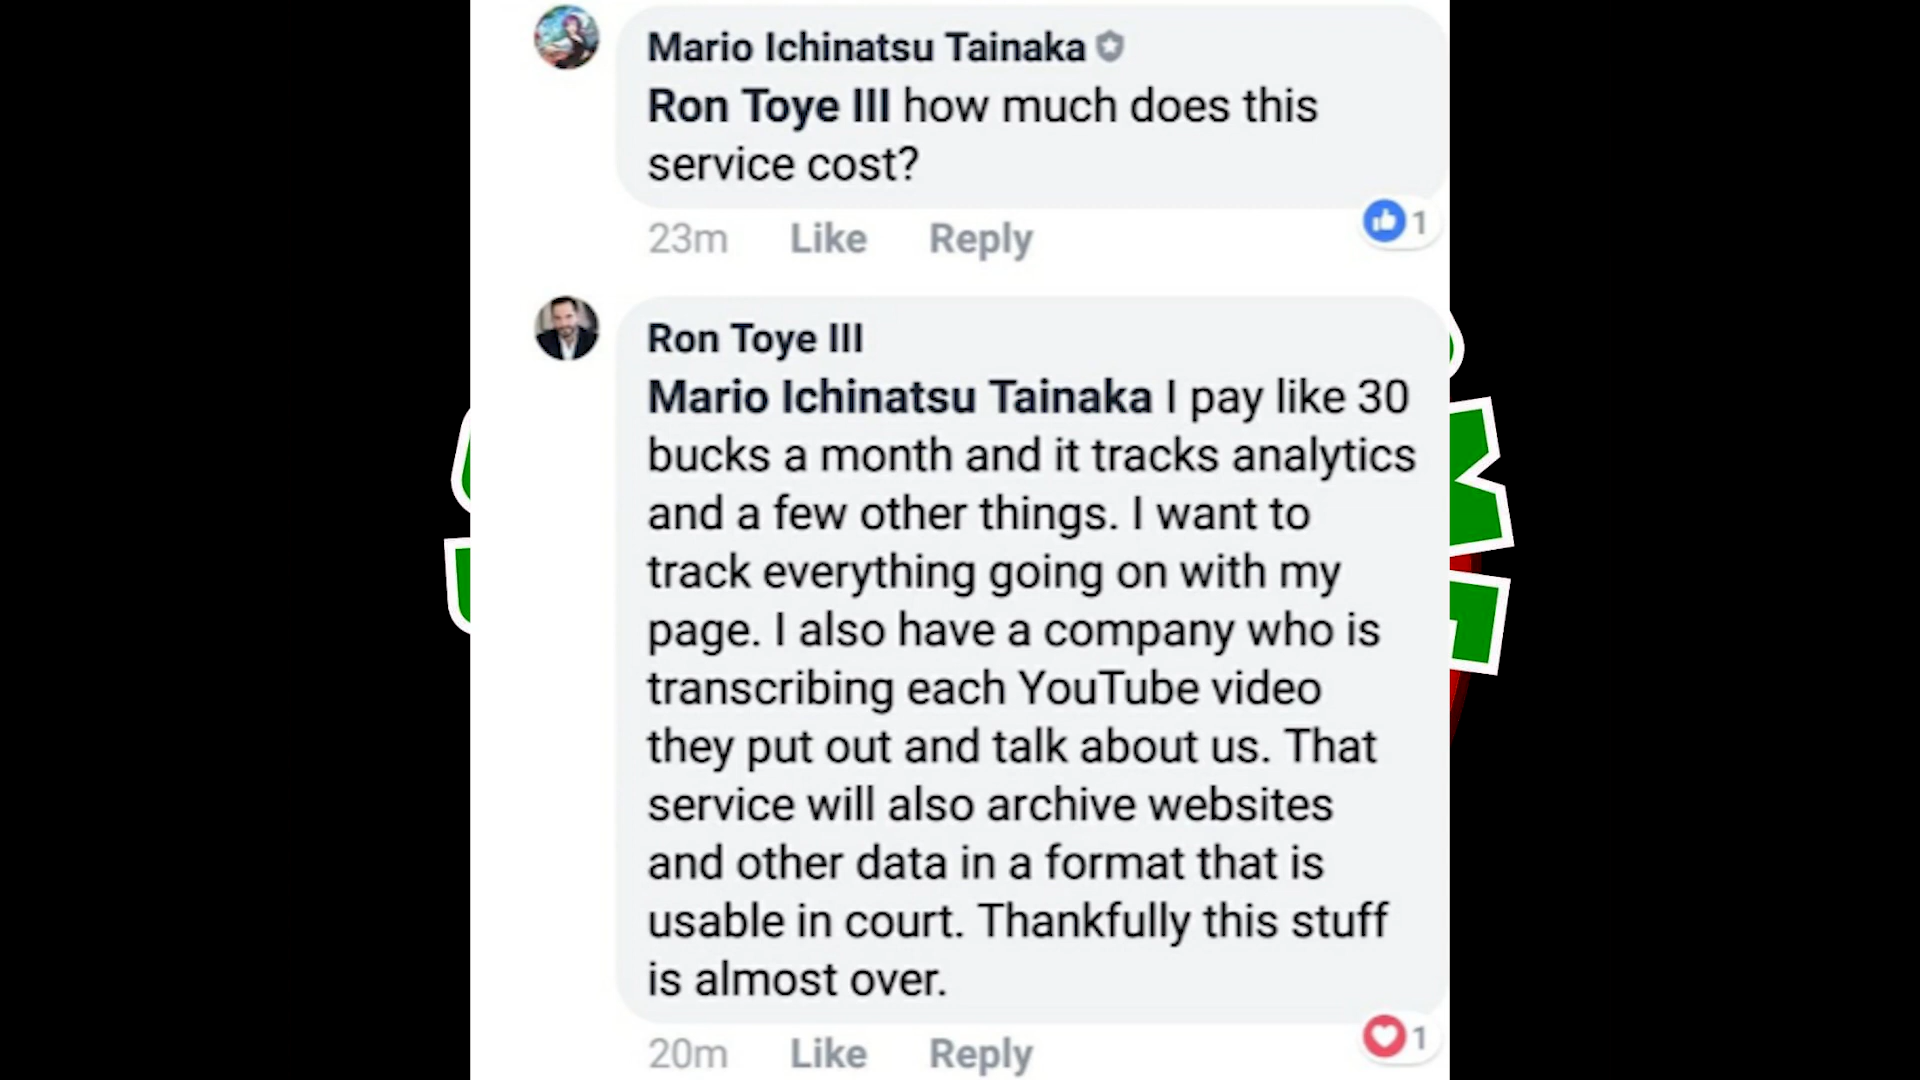 Mario Ichinatsu Tainaka
Ron Toye III how much does this
service cost?
23m Like Reply 1
Ron Toye III
Mario Ichinatsu Tainaka I pay like 30
bucks a month and it tracks analytics
and a few other things. I want to
track everything going on with my
page. I also have a company who is
transcribing each YouTube video
they put out and talk about us. That
service will also archive websites
and other data in a format that is
usable in court. Thankfully this stuff
is almost over.
20m Like Reply 1